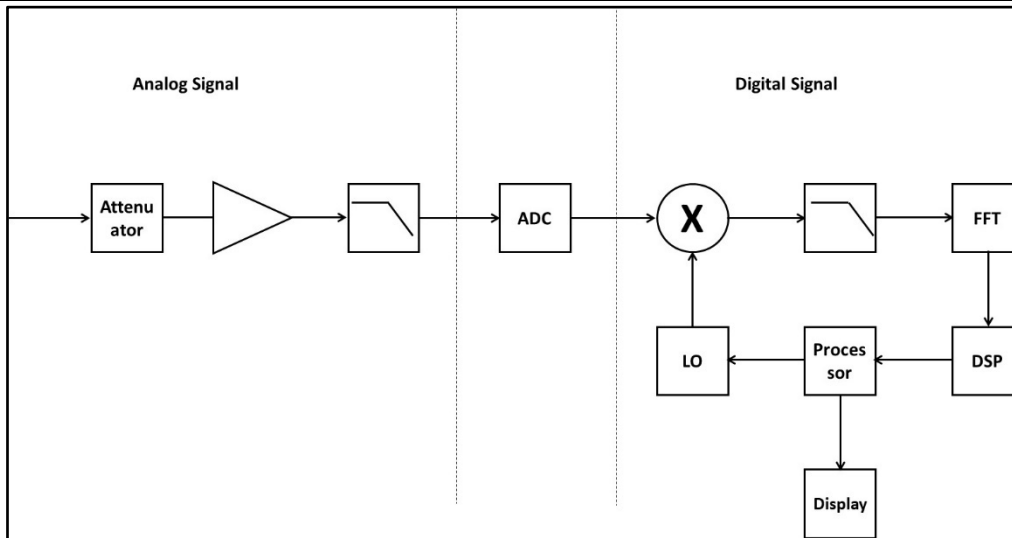 Analog Signal
Digital Signal
Attenu
ator
ADC
X
FFT
LO
Proces
sor
DSP
Display